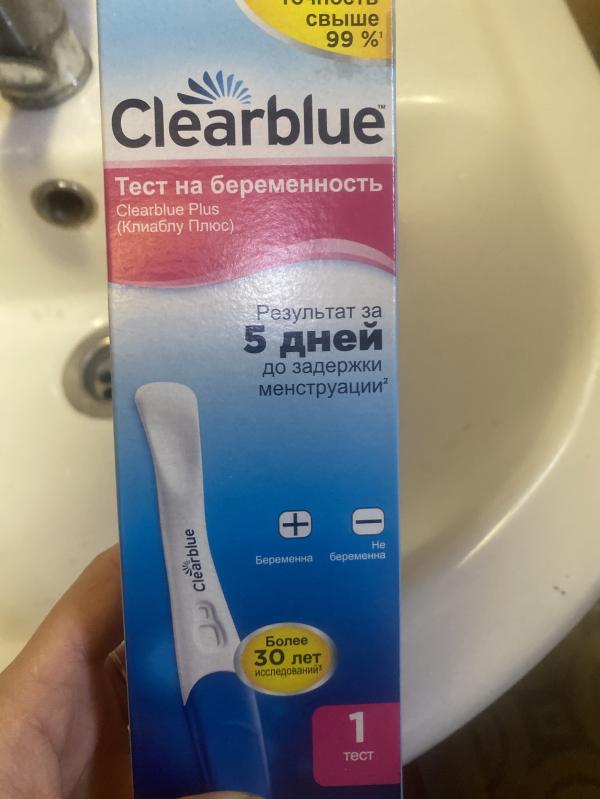 точность
свыше
99 %¹
Clearblue™
Тест на беременность
Clearblue Plus
(Клиаблу Плюс)
Результат за
5 дней
до задержки
менструации²
Clearblue
Беременна
Не
беременна
Более
30 лет
исследований³
1
тест